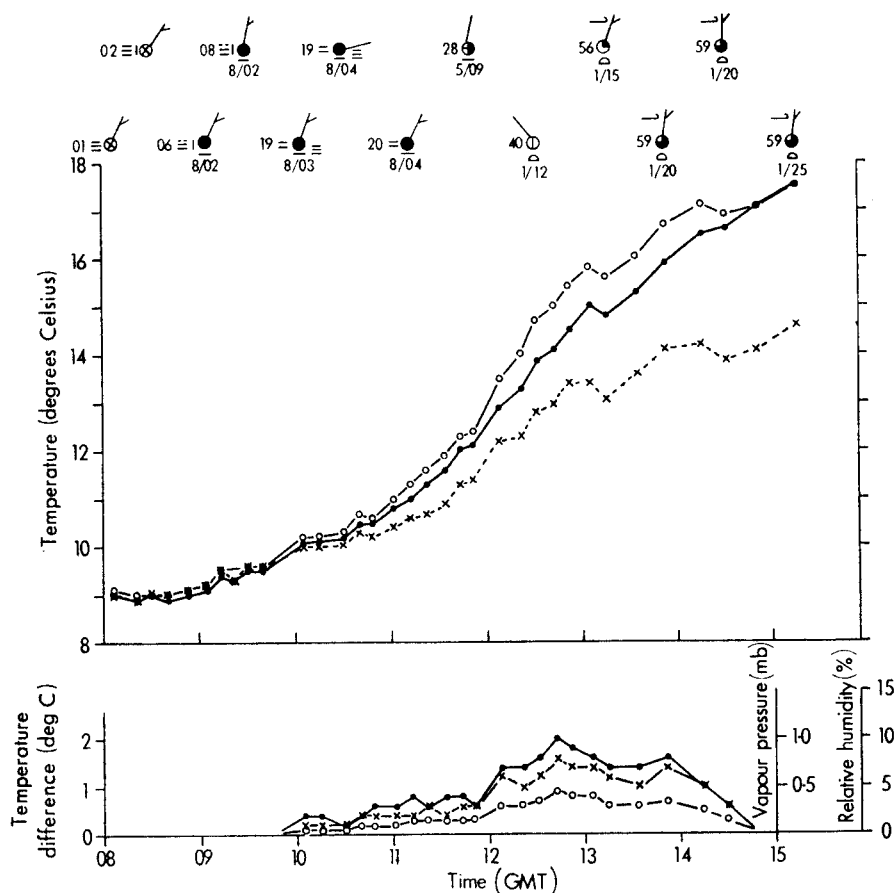 02 08 19 28 56 59
8/02 8/04 5/09 1/15 1/20
01 06 19 20 40 59 59
8/02 8/03 8/04 1/12 1/20 1/25
18
16
14
12
10
8
Temperature (degrees Celsius)
Temperature
difference (deg C)
2
1
0
Vapour pressure (mb)
1·0
0·5
Relative humidity (%)
15
10
5
0
08 09 10 11 12 13 14 15
Time (GMT)